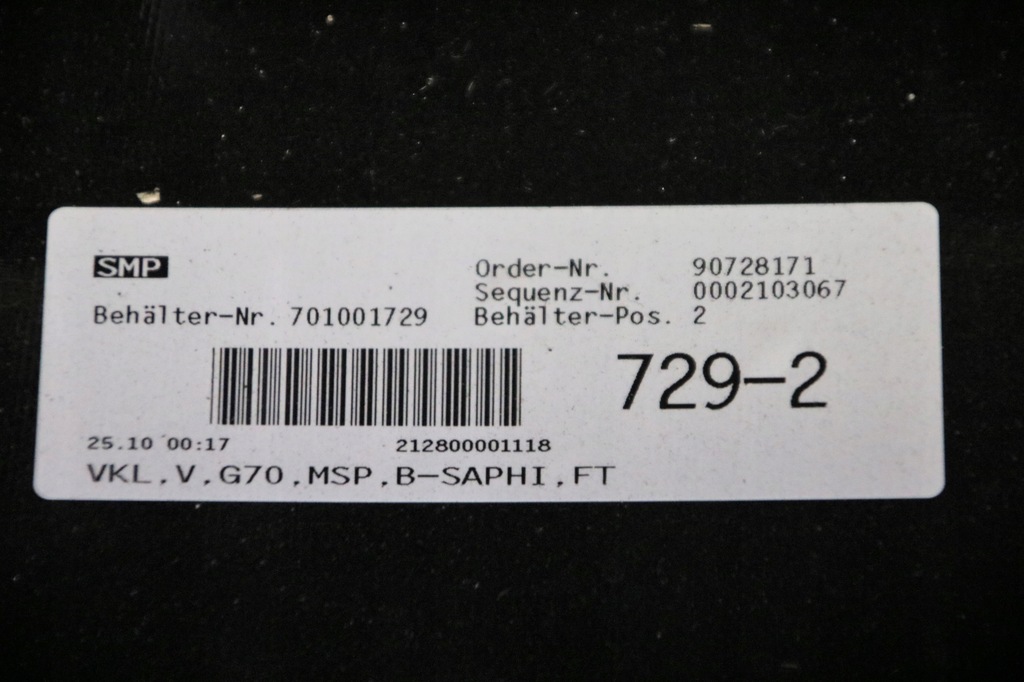 SMP
Order-Nr. 90728171
Sequenz-Nr. 0002103067
Behälter-Nr. 701001729 Behälter-Pos. 2
729-2
25.10 00:17 212800001118
VKL,V,G70,MSP,B-SAPHI,FT